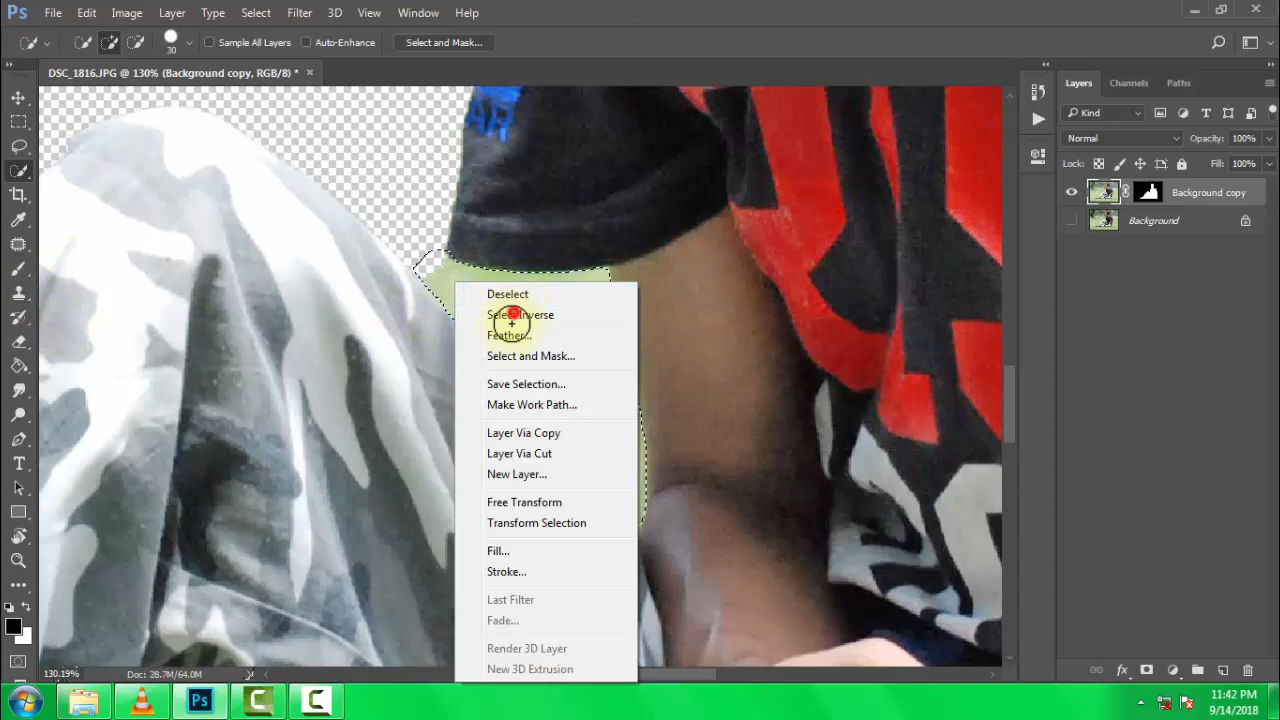 Ps File Edit Image Layer Type Select Filter 3D View Window Help
30 Sample All Layers Auto-Enhance Select and Mask...
DSC_1816.JPG @ 130% (Background copy, RGB/8) * ×
Layers Channels Paths
Kind
Normal Opacity: 100%
Lock: Fill: 100%
Background copy
Background
AR
Deselect
Select Inverse
Feather...
Select and Mask...
Save Selection...
Make Work Path...
Layer Via Copy
Layer Via Cut
New Layer...
Free Transform
Transform Selection
Fill...
Stroke...
Last Filter
Fade...
Render 3D Layer
New 3D Extrusion
130.19% Doc: 28.7M/64.0M
fx
Ps C C
11:42 PM
9/14/2018